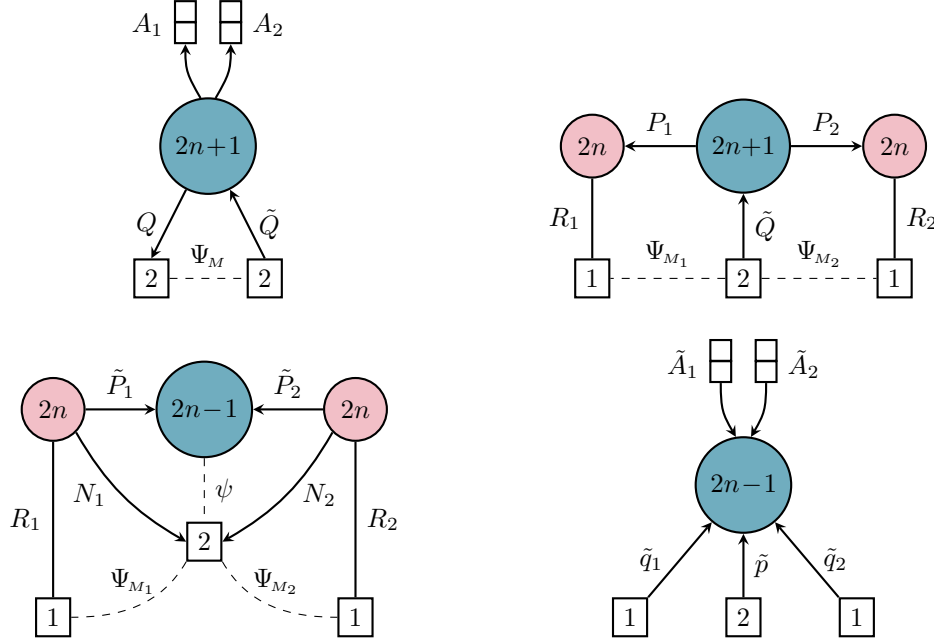 A_1 A_2
2n+1
Q Q̃
Ψ_M
2 2
P_1 P_2
2n 2n+1 2n
R_1 Q̃ R_2
Ψ_{M_1} Ψ_{M_2}
1 2 1
P̃_1 P̃_2
2n 2n−1 2n
N_1 ψ N_2
R_1 R_2
2
Ψ_{M_1} Ψ_{M_2}
1 1
Ã_1 Ã_2
2n−1
q̃_1 p̃ q̃_2
1 2 1